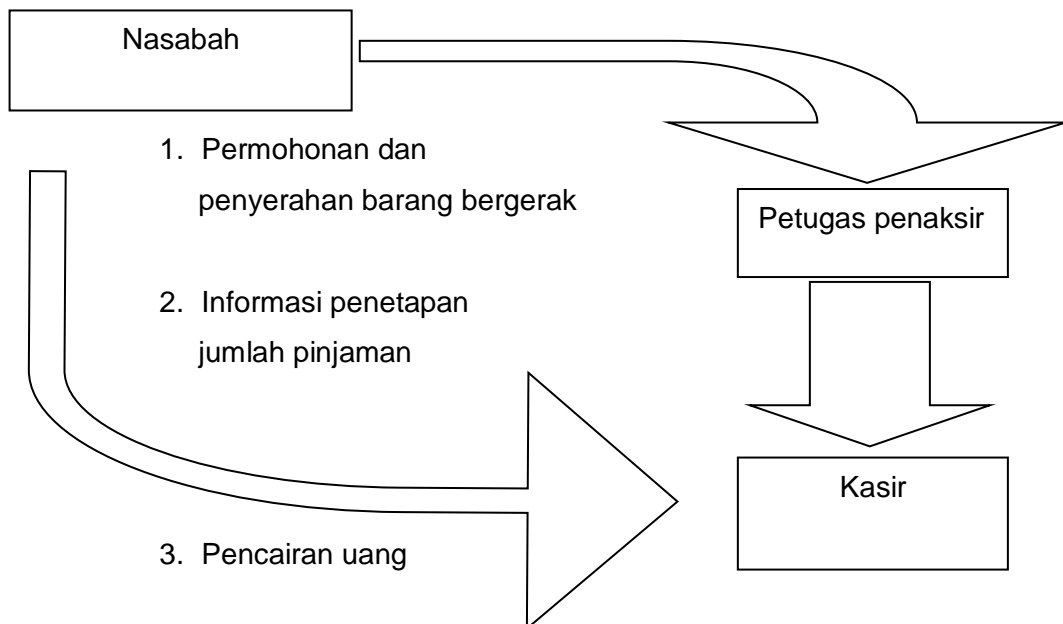 Nasabah
1. Permohonan dan
penyerahan barang bergerak
Petugas penaksir
2. Informasi penetapan
jumlah pinjaman
Kasir
3. Pencairan uang